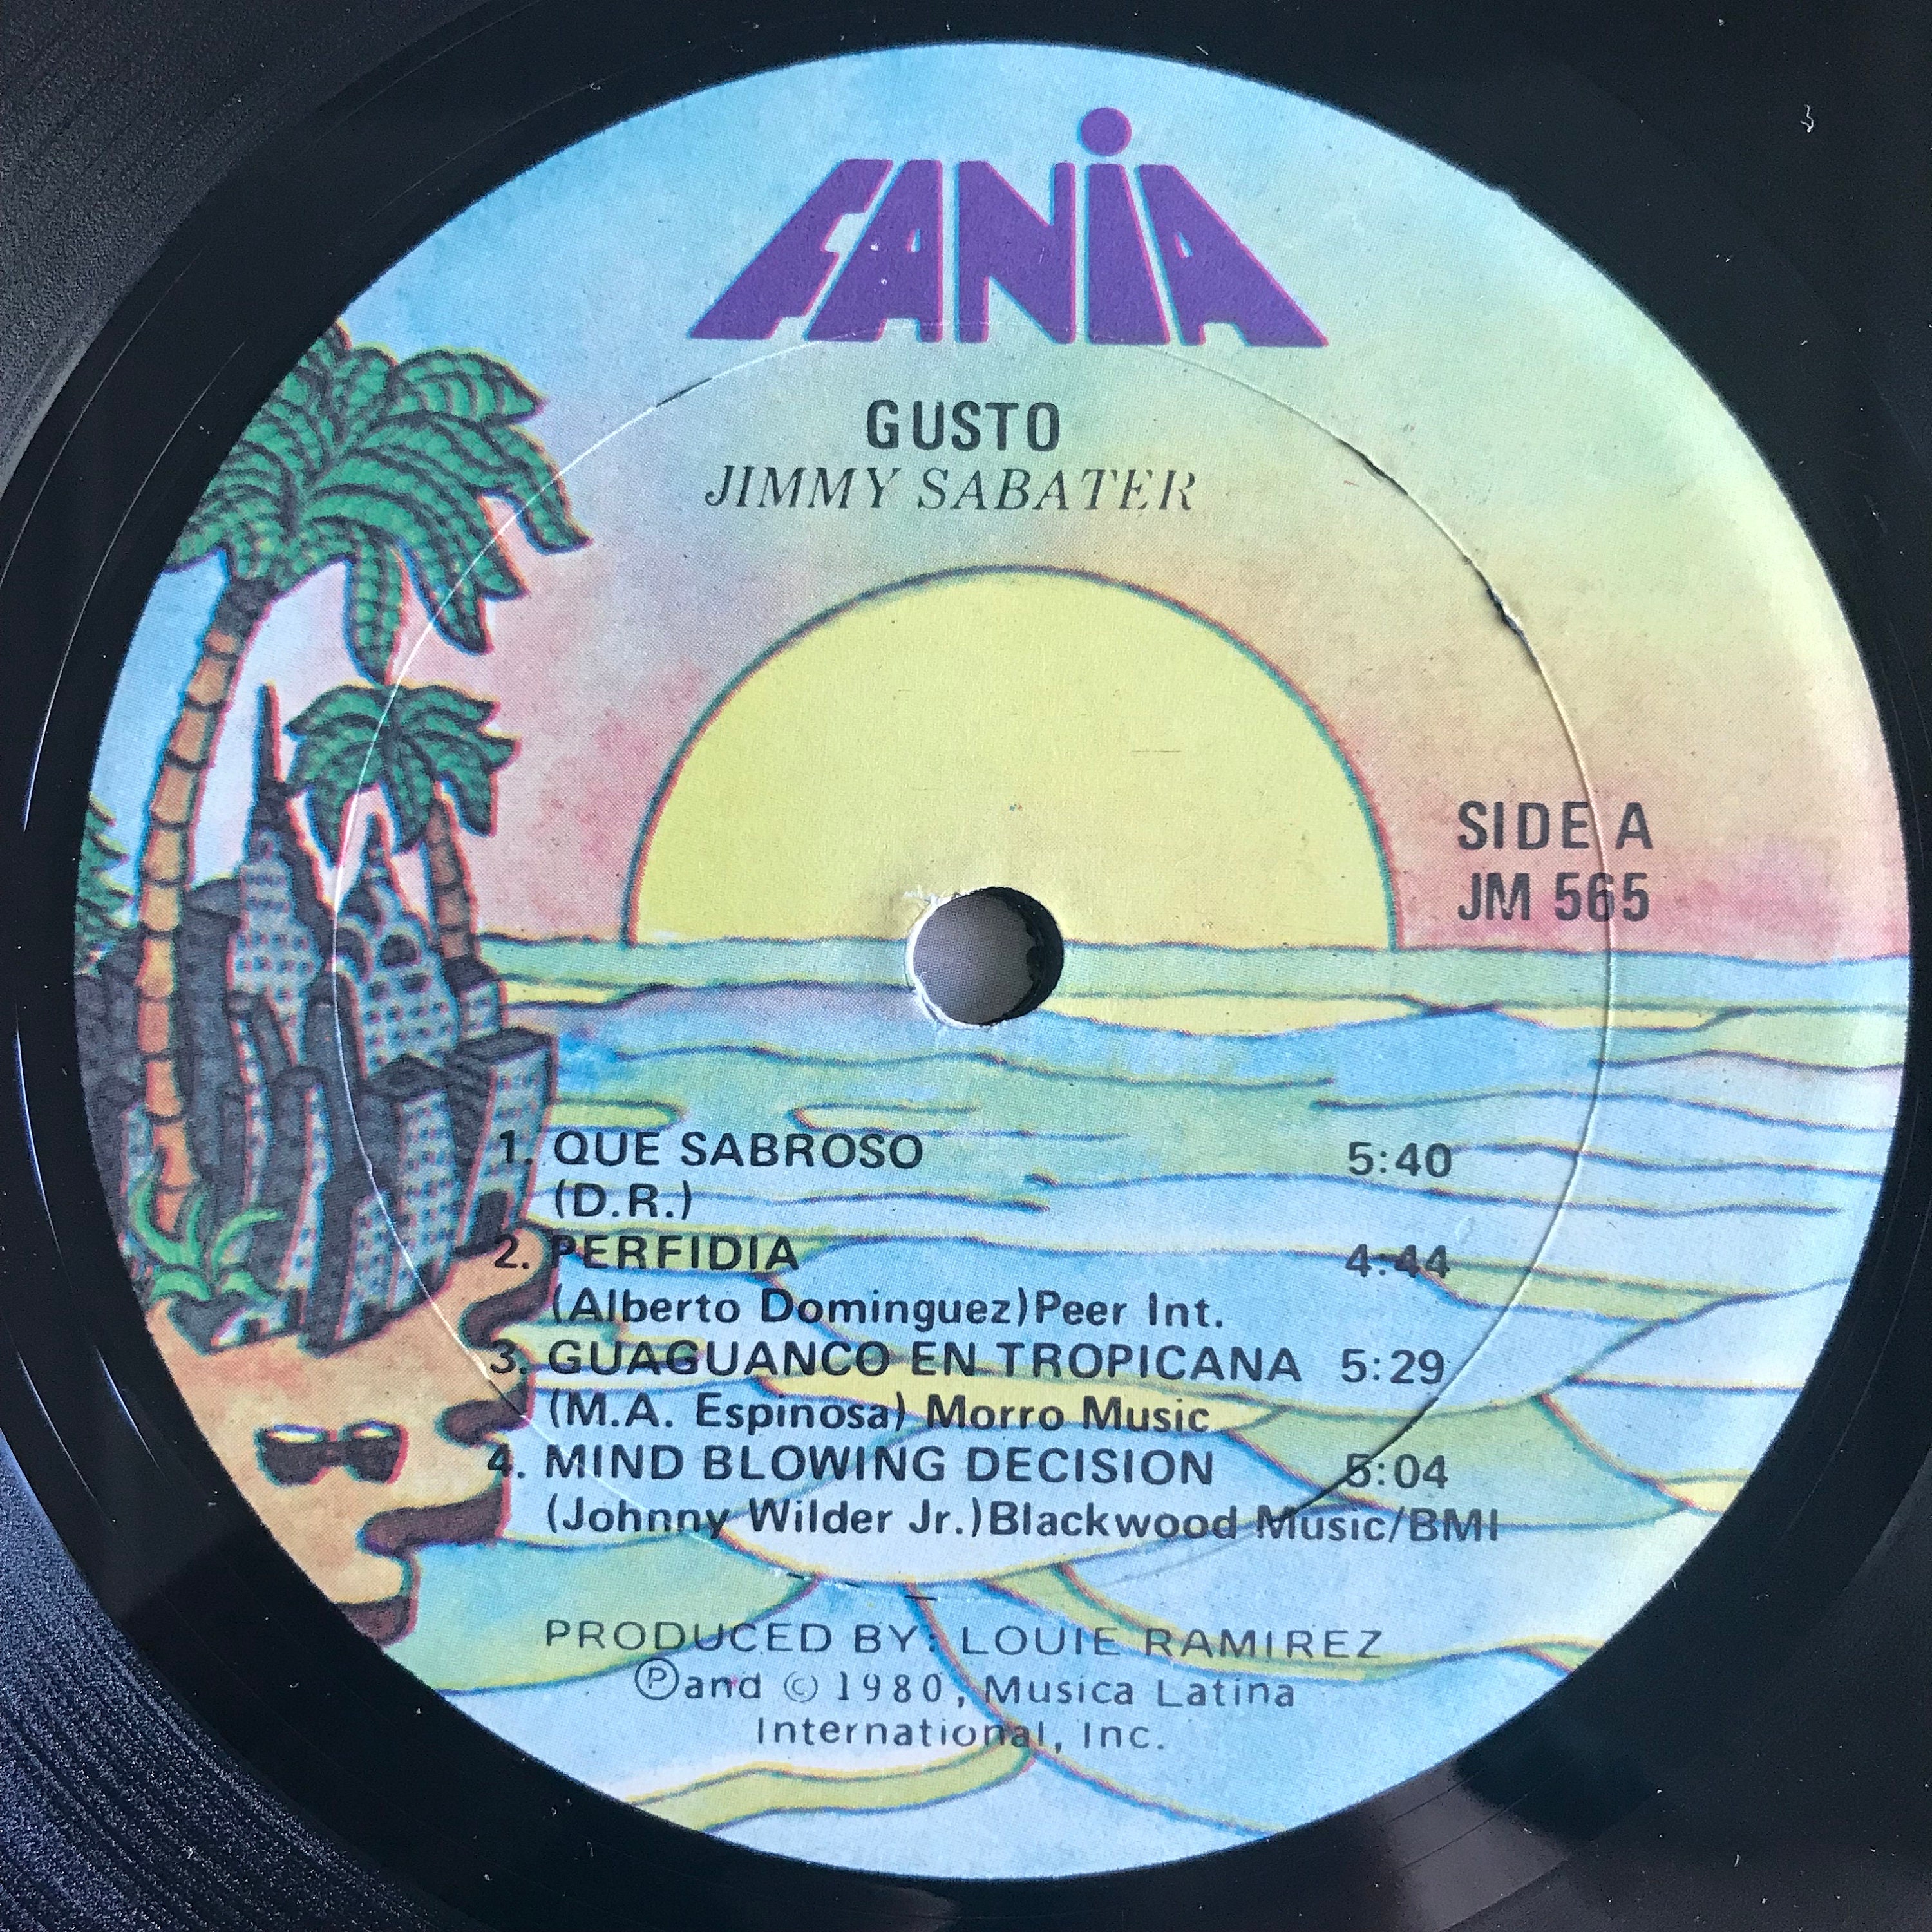 FANiA
GUSTO
JIMMY SABATER
SIDE A
JM 565
1. QUE SABROSO 5:40
(D.R.)
2. PERFIDIA 4:44
(Alberto Dominguez)Peer Int.
3. GUAGUANCO EN TROPICANA 5:29
(M.A. Espinosa) Morro Music
4. MIND BLOWING DECISION 5:04
(Johnny Wilder Jr.)Blackwood Music/BMI
PRODUCED BY: LOUIE RAMIREZ
℗and © 1980, Musica Latina
International, Inc.